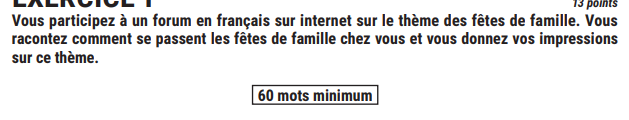 EXERCICE 1
13 points
Vous participez à un forum en français sur internet sur le thème des fêtes de famille. Vous
racontez comment se passent les fêtes de famille chez vous et vous donnez vos impressions
sur ce thème.
60 mots minimum